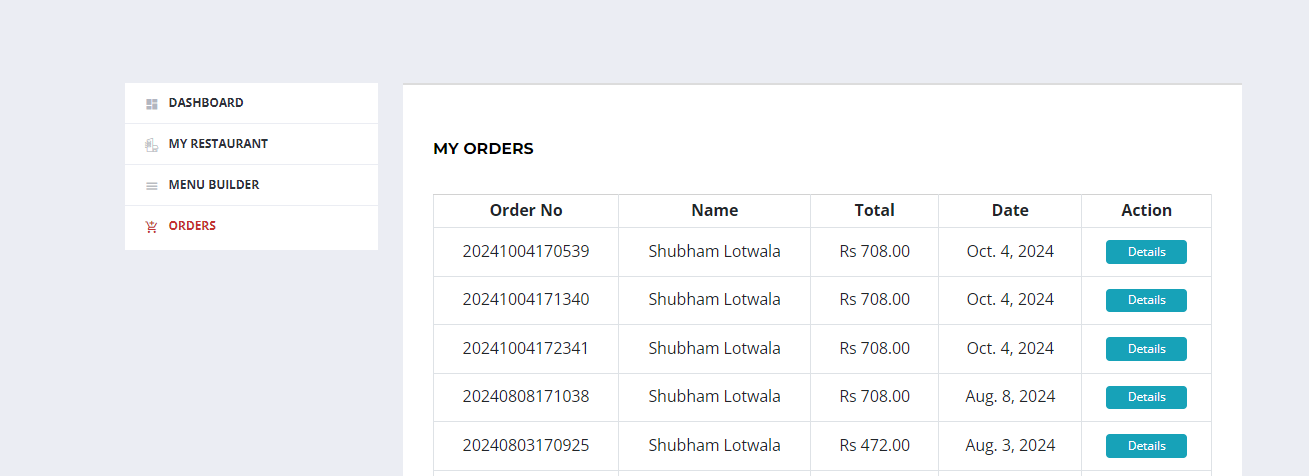 DASHBOARD
MY RESTAURANT
MENU BUILDER
ORDERS
MY ORDERS
Order No Name Total Date Action
20241004170539 Shubham Lotwala Rs 708.00 Oct. 4, 2024 Details
20241004171340 Shubham Lotwala Rs 708.00 Oct. 4, 2024 Details
20241004172341 Shubham Lotwala Rs 708.00 Oct. 4, 2024 Details
20240808171038 Shubham Lotwala Rs 708.00 Aug. 8, 2024 Details
20240803170925 Shubham Lotwala Rs 472.00 Aug. 3, 2024 Details